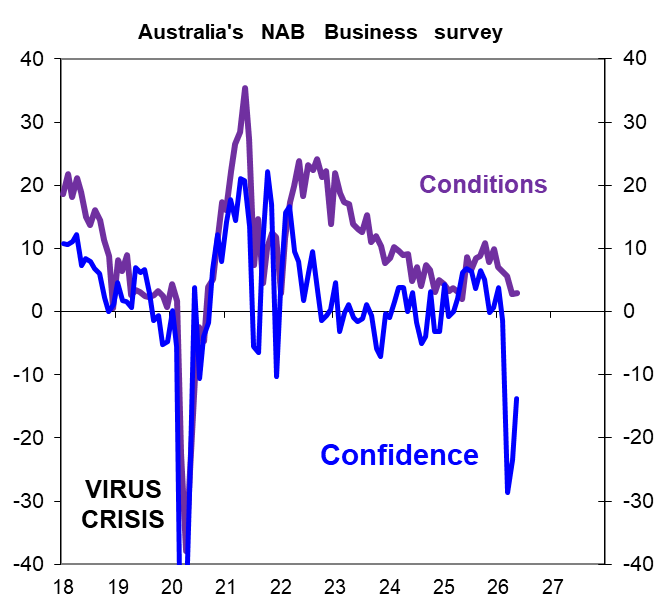 Australia's NAB Business survey
40 40
30 30
20 Conditions 20
10 10
0 0
-10 -10
-20 -20
Confidence
-30 VIRUS -30
CRISIS
-40 -40
18 19 20 21 22 23 24 25 26 27